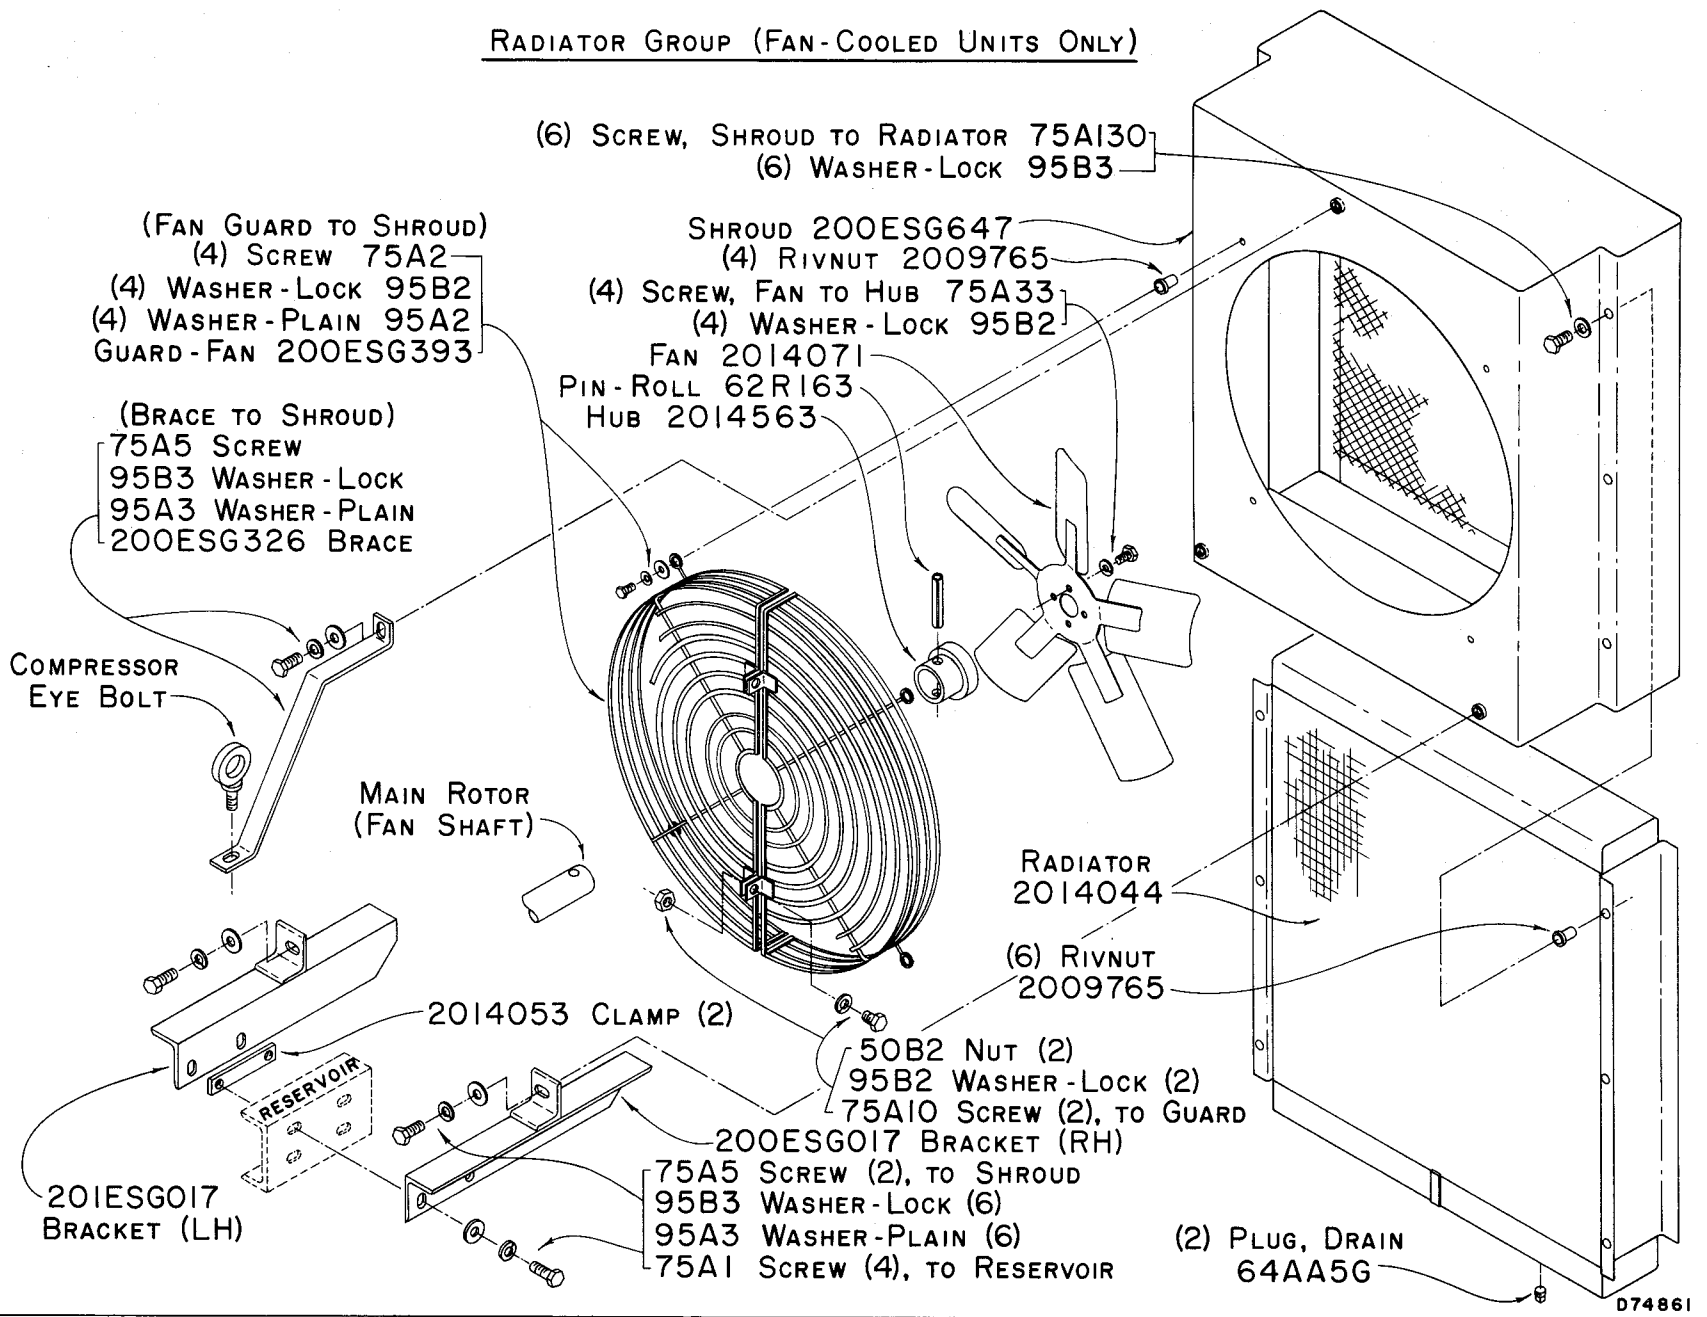 RADIATOR GROUP (FAN-COOLED UNITS ONLY)
(6) SCREW, SHROUD TO RADIATOR 75A130
(6) WASHER-LOCK 95B3
(FAN GUARD TO SHROUD)
(4) SCREW 75A2
(4) WASHER-LOCK 95B2
(4) WASHER-PLAIN 95A2
GUARD-FAN 200ESG393
SHROUD 200ESG647
(4) RIVNUT 2009765
(4) SCREW, FAN TO HUB 75A33
(4) WASHER-LOCK 95B2
FAN 2014071
PIN-ROLL 62R163
HUB 2014563
(BRACE TO SHROUD)
75A5 SCREW
95B3 WASHER-LOCK
95A3 WASHER-PLAIN
200ESG326 BRACE
COMPRESSOR
EYE BOLT
MAIN ROTOR
(FAN SHAFT)
RADIATOR
2014044
(6) RIVNUT
2009765
2014053 CLAMP (2)
RESERVOIR
50B2 NUT (2)
95B2 WASHER-LOCK (2)
75A10 SCREW (2), TO GUARD
200ESG017 BRACKET (RH)
75A5 SCREW (2), TO SHROUD
95B3 WASHER-LOCK (6)
95A3 WASHER-PLAIN (6)
75A1 SCREW (4), TO RESERVOIR
201ESG017
BRACKET (LH)
(2) PLUG, DRAIN
64AA5G
D74861